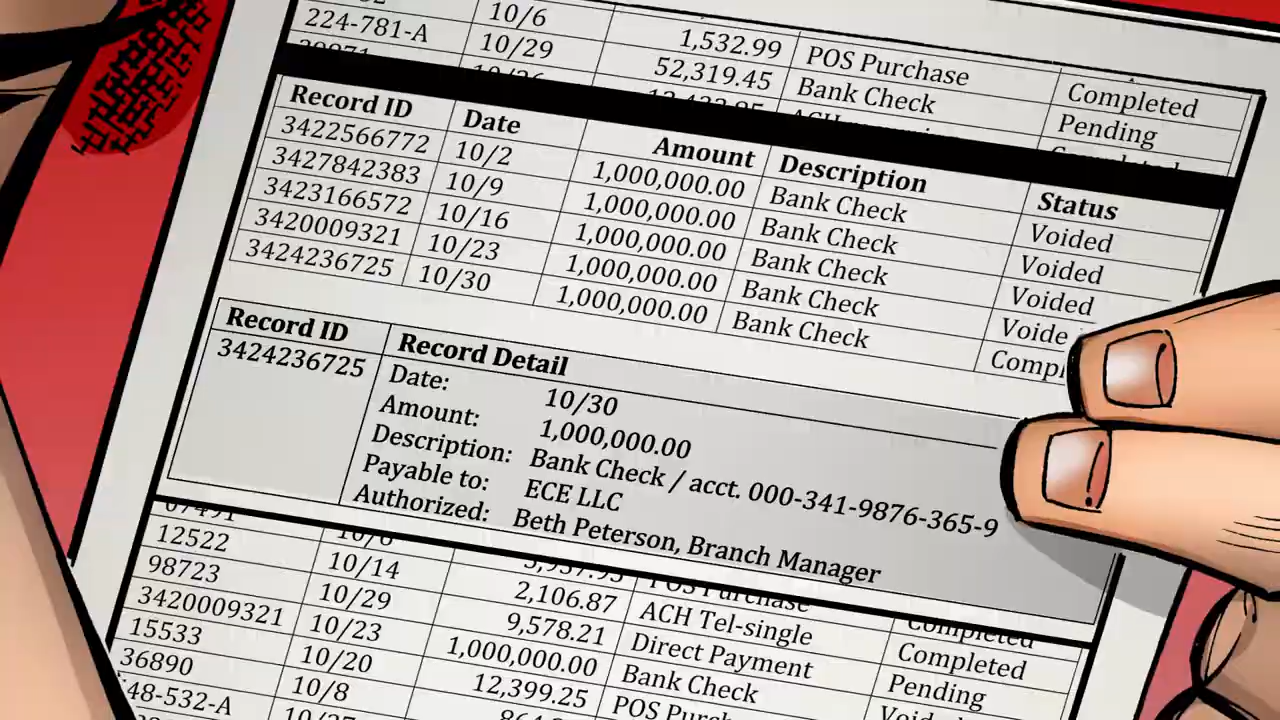 10/6 1,532.99 POS Purchase Completed
224-781-A 10/29 52,319.45 Bank Check Pending
Record ID Date Amount Description Status
3422566772 10/2 1,000,000.00 Bank Check Voided
3427842383 10/9 1,000,000.00 Bank Check Voided
3423166572 10/16 1,000,000.00 Bank Check Voided
3420009321 10/23 1,000,000.00 Bank Check Voide
3424236725 10/30 1,000,000.00 Bank Check Compl
Record ID Record Detail
3424236725 Date: 10/30
Amount: 1,000,000.00
Description: Bank Check / acct. 000-341-9876-365-9
Payable to: ECE LLC
Authorized: Beth Peterson, Branch Manager
POS Purchase Completed
12522 10/14 2,106.87 ACH Tel-single Completed
98723 10/29 9,578.21 Direct Payment Pending
3420009321 10/23 1,000,000.00 Bank Check Voided
15533 10/20 12,399.25 POS Purch
36890 10/8
48-532-A